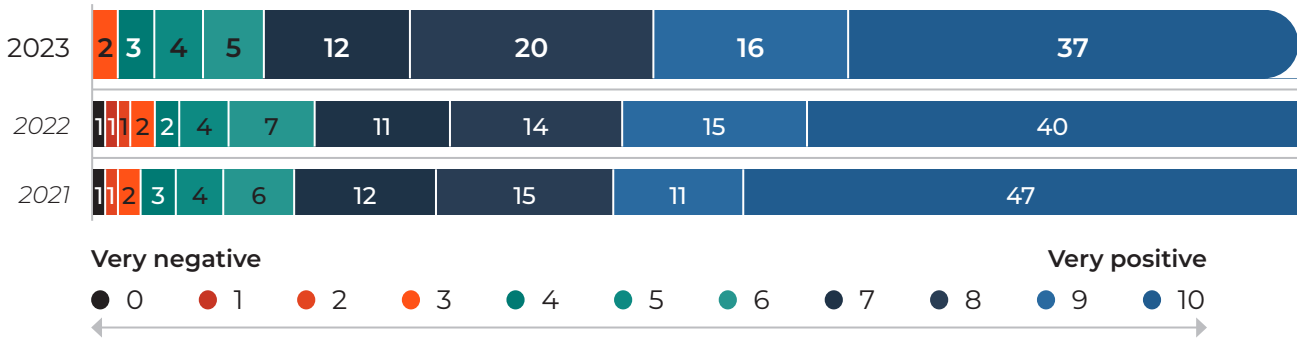 2023 2 3 4 5 12 20 16 37
2022 1 1 1 2 2 4 7 11 14 15 40
2021 1 1 2 3 4 6 12 15 11 47
Very negative Very positive
0 1 2 3 4 5 6 7 8 9 10